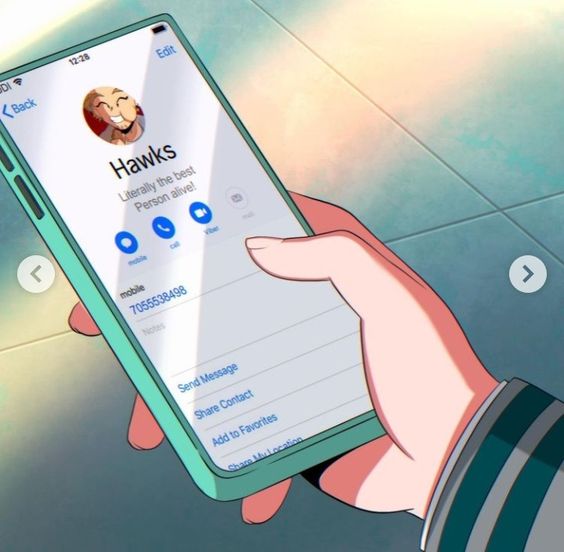 12:28
Back
Edit
Hawks
Literally the best
Person alive!
mobile
call
Viber
mail
mobile
7055538498
Notes
Send Message
Share Contact
Add to Favorites
Share My Location